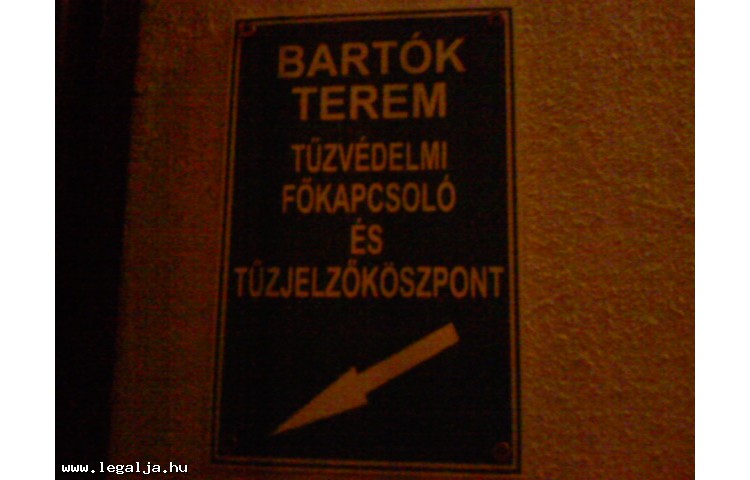 BARTÓK
TEREM
TŰZVÉDELMI
FŐKAPCSOLÓ
ÉS
TŰZJELZŐKÖSZPONT
www.legalja.hu